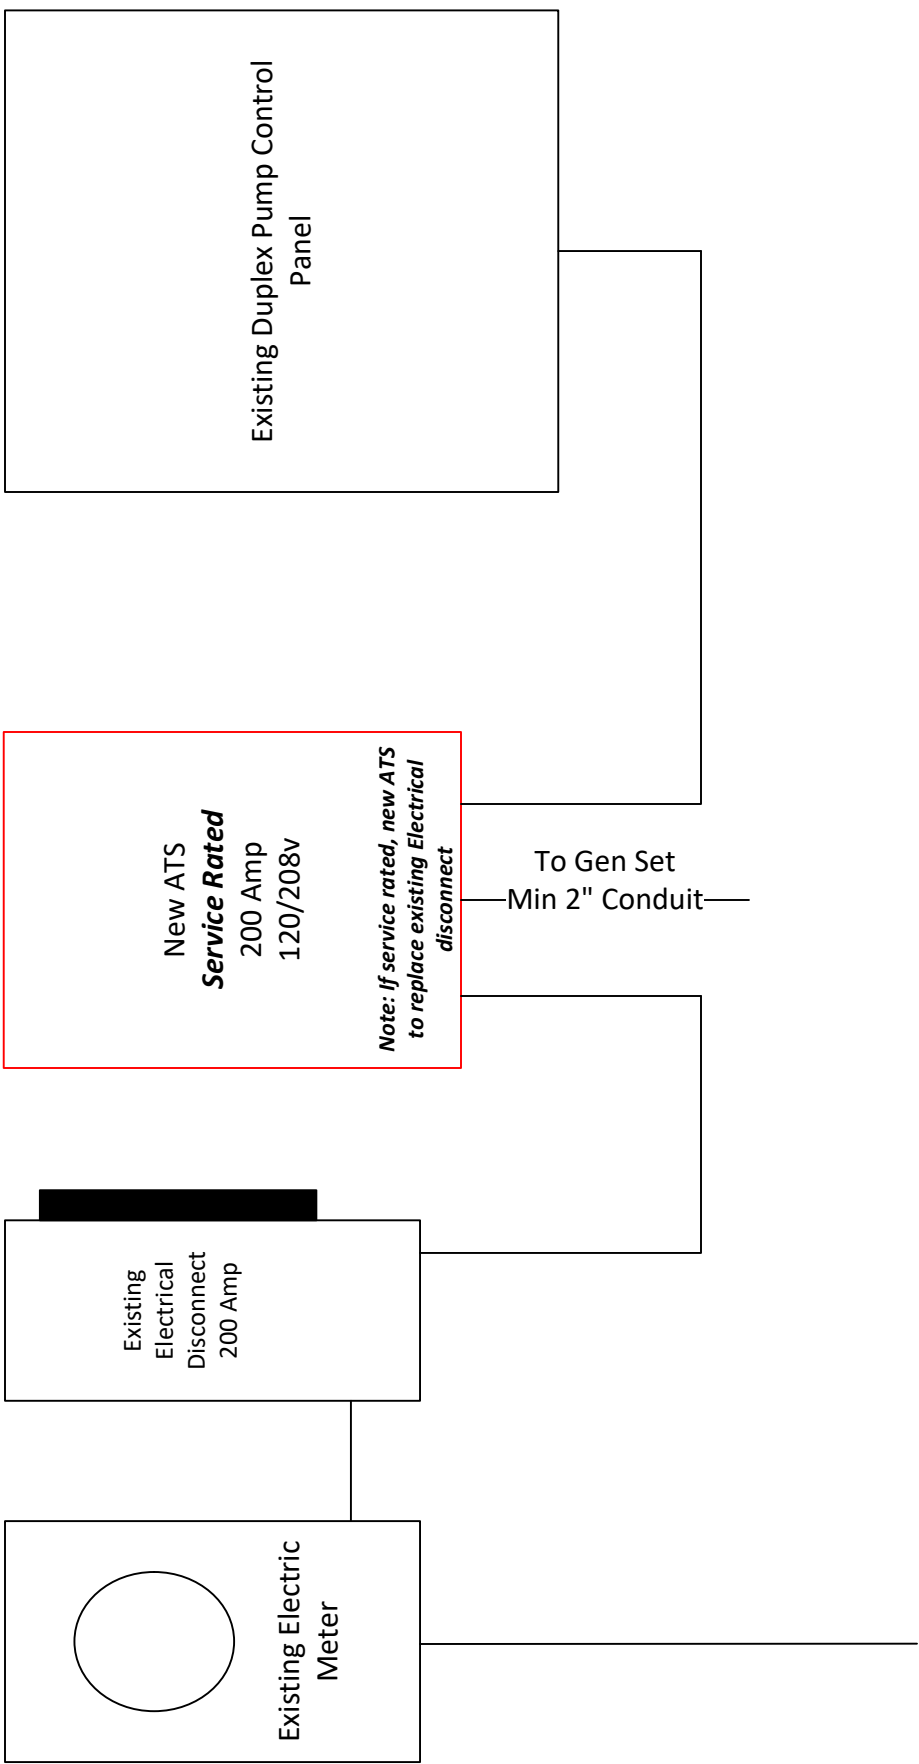 Existing Duplex Pump Control
Panel
New ATS
Service Rated
200 Amp
120/208v
Note: If service rated, new ATS
to replace existing Electrical
disconnect
To Gen Set
Min 2" Conduit
Existing
Electrical
Disconnect
200 Amp
Existing Electric
Meter